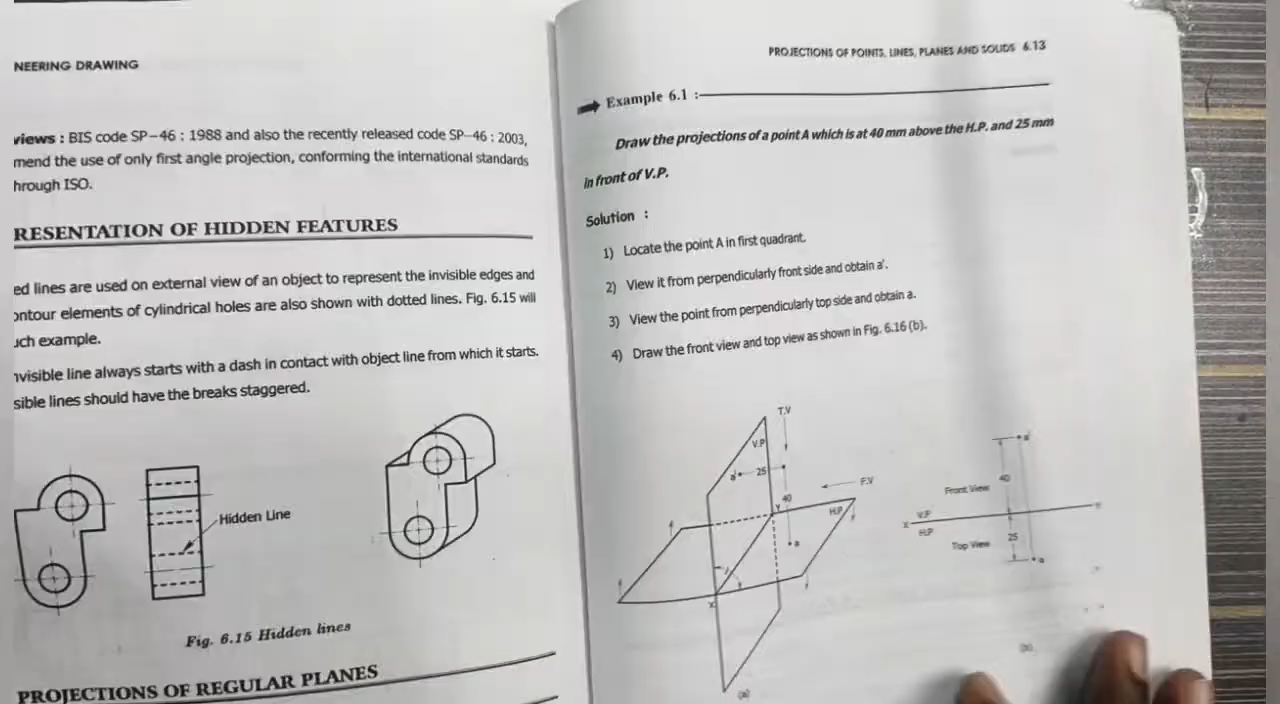 NEERING DRAWING
views : BIS code SP-46 : 1988 and also the recently released code SP-46 : 2003,
mend the use of only first angle projection, conforming the international standards
hrough ISO.
RESENTATION OF HIDDEN FEATURES
ed lines are used on external view of an object to represent the invisible edges and
ontour elements of cylindrical holes are also shown with dotted lines. Fig. 6.15 will
uch example.
nvisible line always starts with a dash in contact with object line from which it starts.
sible lines should have the breaks staggered.
Hidden Line
Fig. 6.15 Hidden lines
PROJECTIONS OF REGULAR PLANES
PROJECTIONS OF POINTS, LINES, PLANES AND SOLIDS 6.13
Example 6.1 :
Draw the projections of a point A which is at 40 mm above the H.P. and 25 mm
in front of V.P.
Solution :
1) Locate the point A in first quadrant.
2) View it from perpendicularly front side and obtain a'.
3) View the point from perpendicularly top side and obtain a.
4) Draw the front view and top view as shown in Fig. 6.16 (b).
T.V
V.P
a' 25
40
F.V
Y
H.P
a
X
(a)
a'
40
Front View
V.P
X Y
H.P
25
Top View
a
(b)